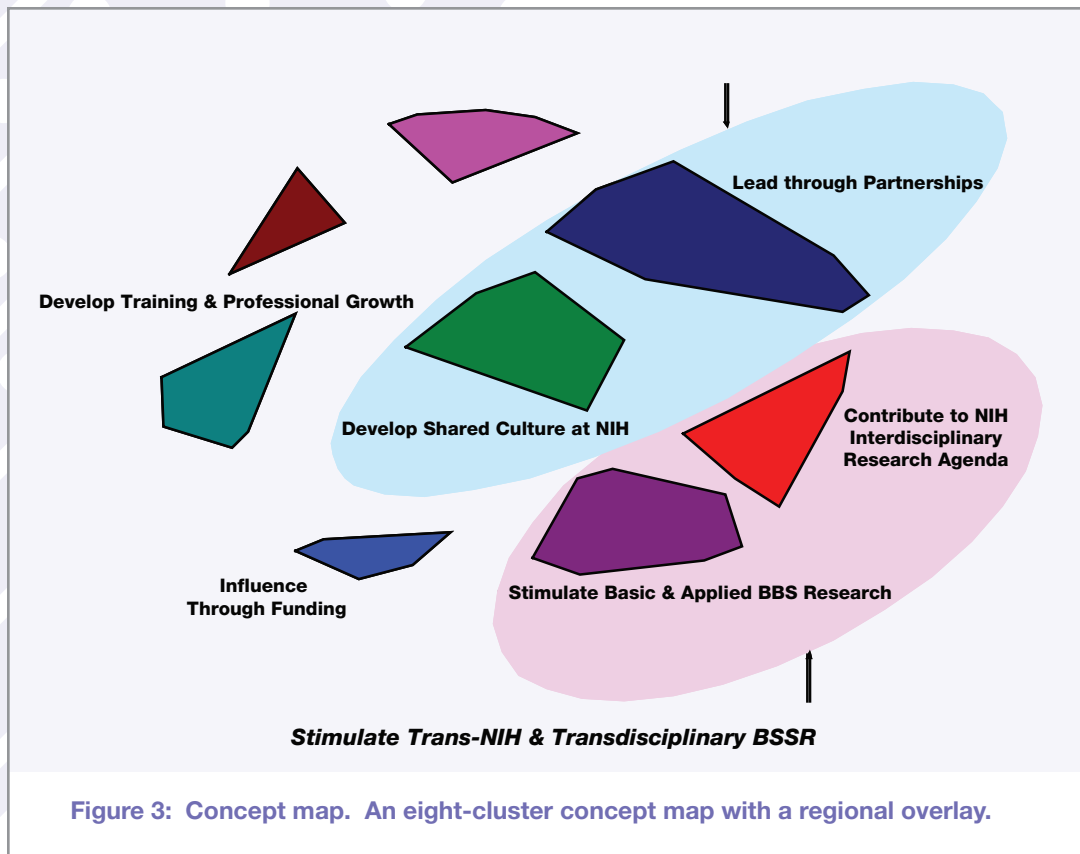 Lead through Partnerships
Develop Training & Professional Growth
Develop Shared Culture at NIH
Contribute to NIH
Interdisciplinary
Research Agenda
Influence
Through Funding
Stimulate Basic & Applied BBS Research
Stimulate Trans-NIH & Transdisciplinary BSSR
Figure 3: Concept map. An eight-cluster concept map with a regional overlay.